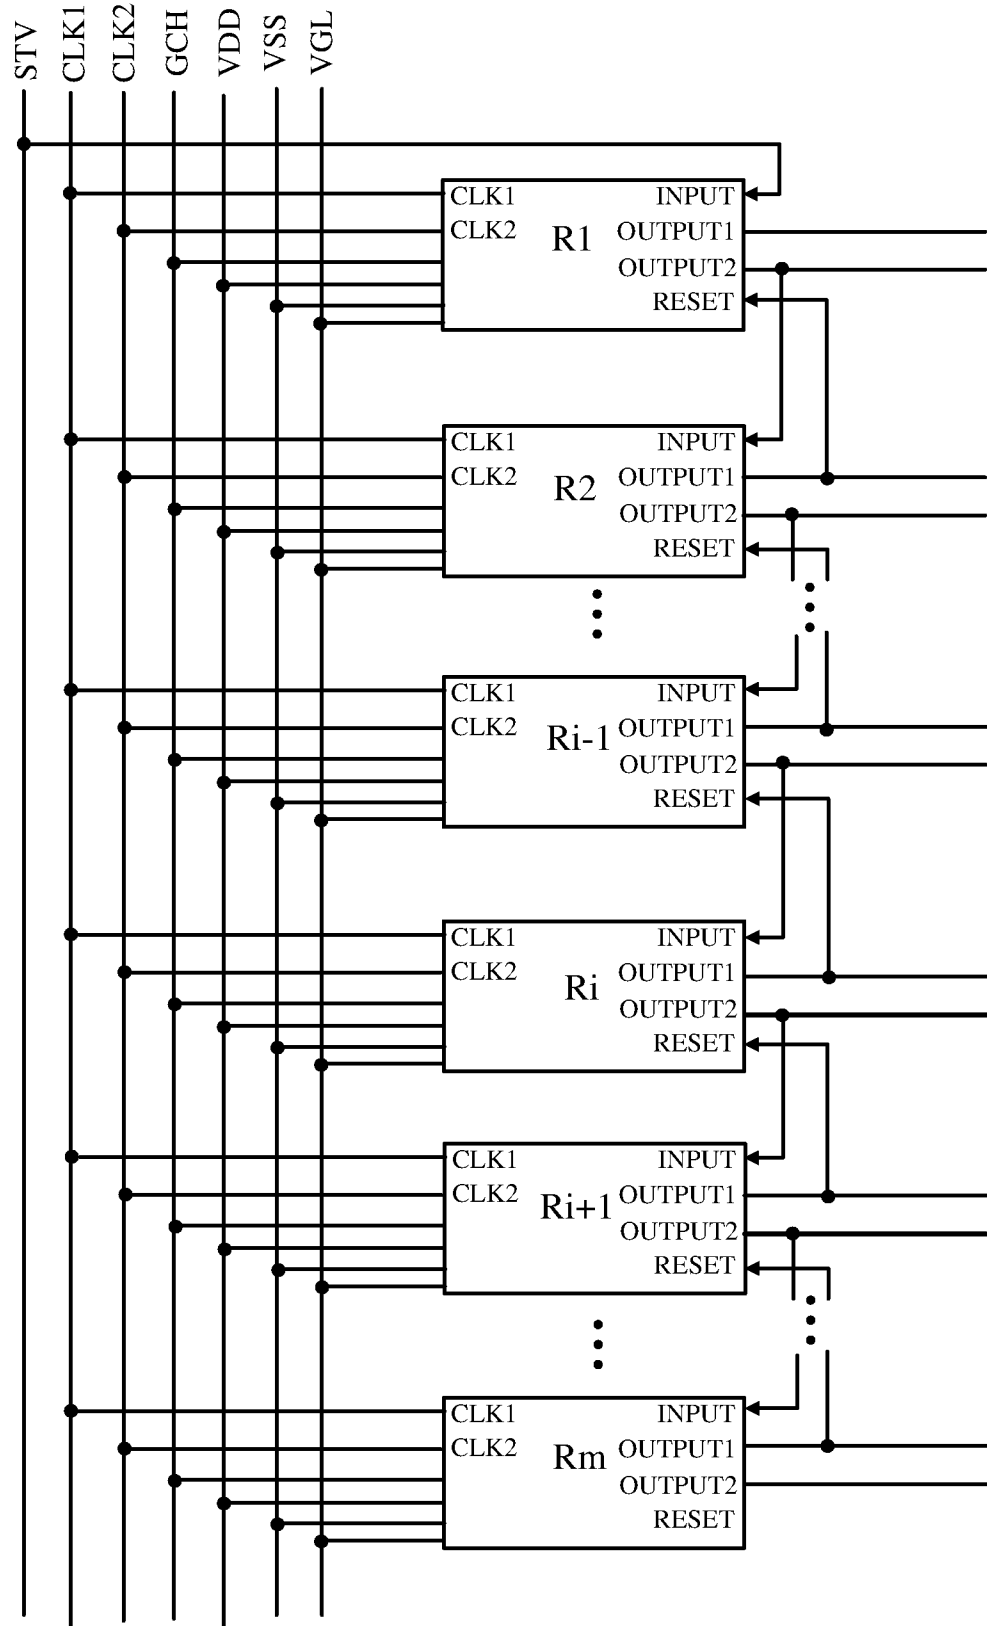 STV
CLK1
CLK2
GCH
VDD
VSS
VGL
CLK1
CLK2
R1
INPUT
OUTPUT1
OUTPUT2
RESET
CLK1
CLK2
R2
INPUT
OUTPUT1
OUTPUT2
RESET
CLK1
CLK2
Ri-1
INPUT
OUTPUT1
OUTPUT2
RESET
CLK1
CLK2
Ri
INPUT
OUTPUT1
OUTPUT2
RESET
CLK1
CLK2
Ri+1
INPUT
OUTPUT1
OUTPUT2
RESET
CLK1
CLK2
Rm
INPUT
OUTPUT1
OUTPUT2
RESET